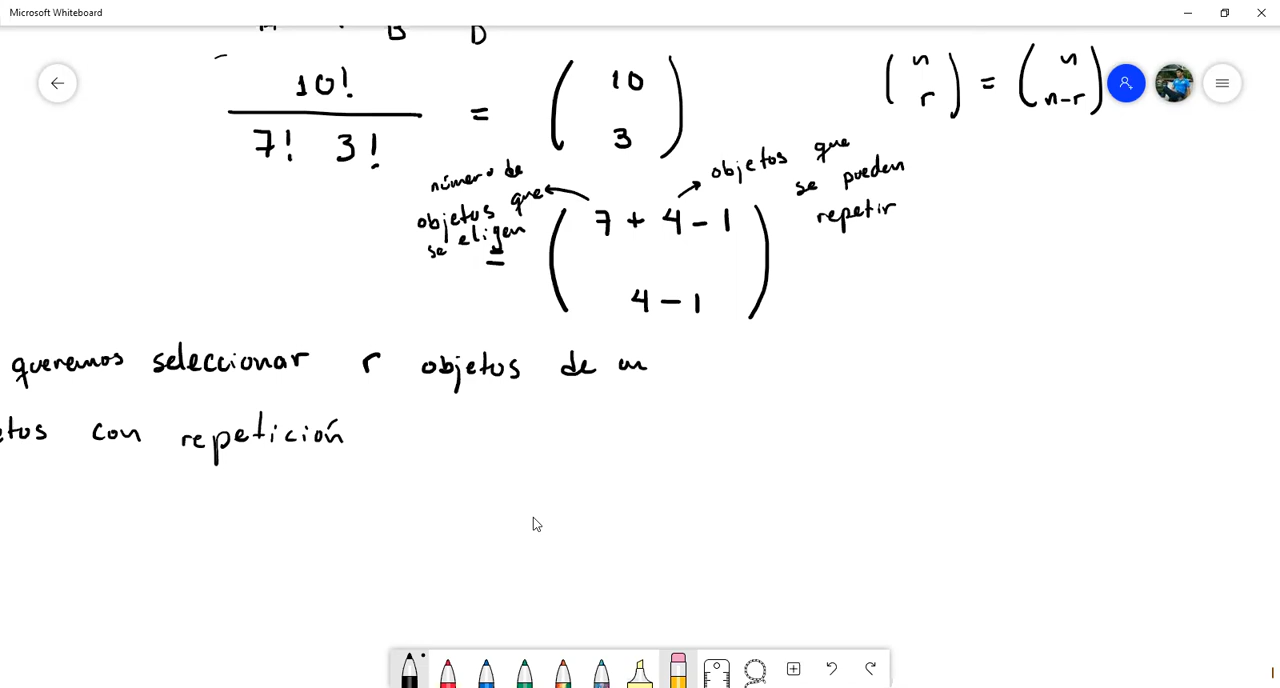 Microsoft Whiteboard
B D
10! / 7! 3! = ( 10 3 )
( n r ) = ( n n-r )
número de objetos que se eligen
objetos que se pueden repetir
( 7 + 4 - 1 4 - 1 )
queremos seleccionar r objetos de un
etos con repetición